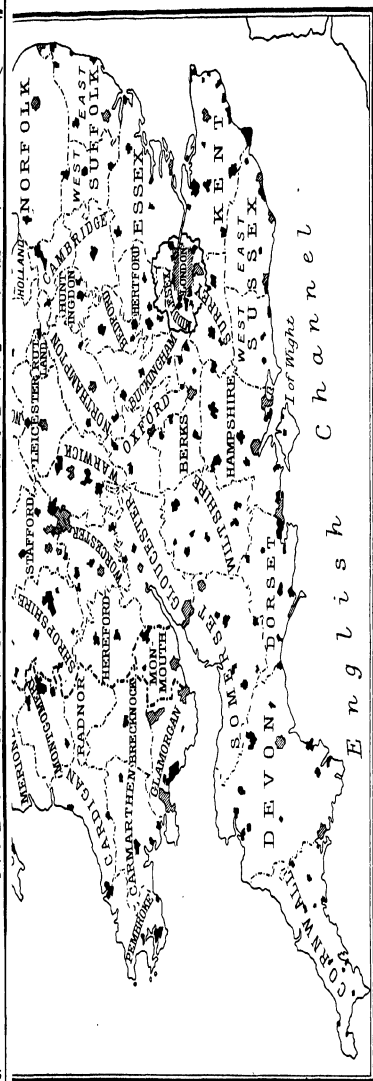 NORFOLK
HOLLAND
WEST EAST
SUFFOLK
CAMBRIDGE
HUNTINGDON
RUTLAND
LEICESTER
NORTHAMPTON
BEDFORD
HERTFORD
ESSEX
MIDDLESEX
LONDON
BUCKINGHAM
OXFORD
WARWICK
STAFFORD
WORCESTER
SHROPSHIRE
HEREFORD
MERION
MONTGOMERY
RADNOR
CARDIGAN
BRECKNOCK
CARMARTHEN
PEMBROKE
GLAMORGAN
MONMOUTH
GLOUCESTER
BERKS
SURREY
KENT
WEST EAST
SUSSEX
HAMPSHIRE
I of Wight
WILTSHIRE
SOMERSET
DORSET
DEVON
CORNWALL
English Channel